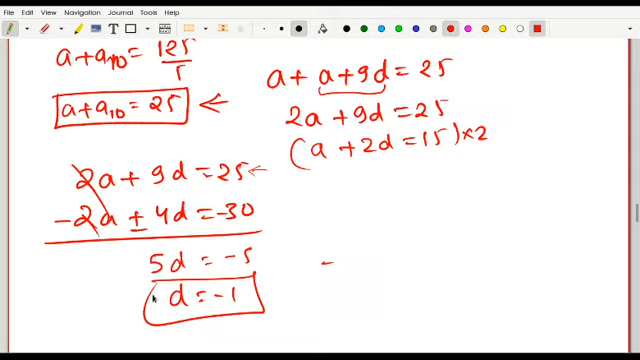 File Edit View Navigation Journal Tools Help
a + a10 = 125/5
a + a10 = 25 ←
a + a + 9d = 25
2a + 9d = 25
(a + 2d = 15) × 2
2a + 9d = 25 ←
- 2a ± 4d = -30
5d = -5
d = -1